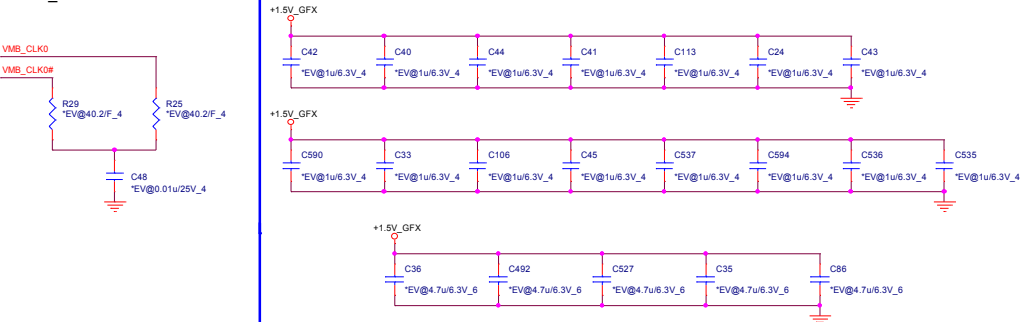 VMB_CLK0
VMB_CLK0#
R29
*EV@40.2/F_4
R25
*EV@40.2/F_4
C48
*EV@0.01u/25V_4
+1.5V_GFX
C42
*EV@1u/6.3V_4
C40
*EV@1u/6.3V_4
C44
*EV@1u/6.3V_4
C41
*EV@1u/6.3V_4
C113
*EV@1u/6.3V_4
C24
*EV@1u/6.3V_4
C43
*EV@1u/6.3V_4
+1.5V_GFX
C590
*EV@1u/6.3V_4
C33
*EV@1u/6.3V_4
C106
*EV@1u/6.3V_4
C45
*EV@1u/6.3V_4
C537
*EV@1u/6.3V_4
C594
*EV@1u/6.3V_4
C536
*EV@1u/6.3V_4
C535
*EV@1u/6.3V_4
+1.5V_GFX
C36
*EV@4.7u/6.3V_6
C492
*EV@4.7u/6.3V_6
C527
*EV@4.7u/6.3V_6
C35
*EV@4.7u/6.3V_6
C86
*EV@4.7u/6.3V_6